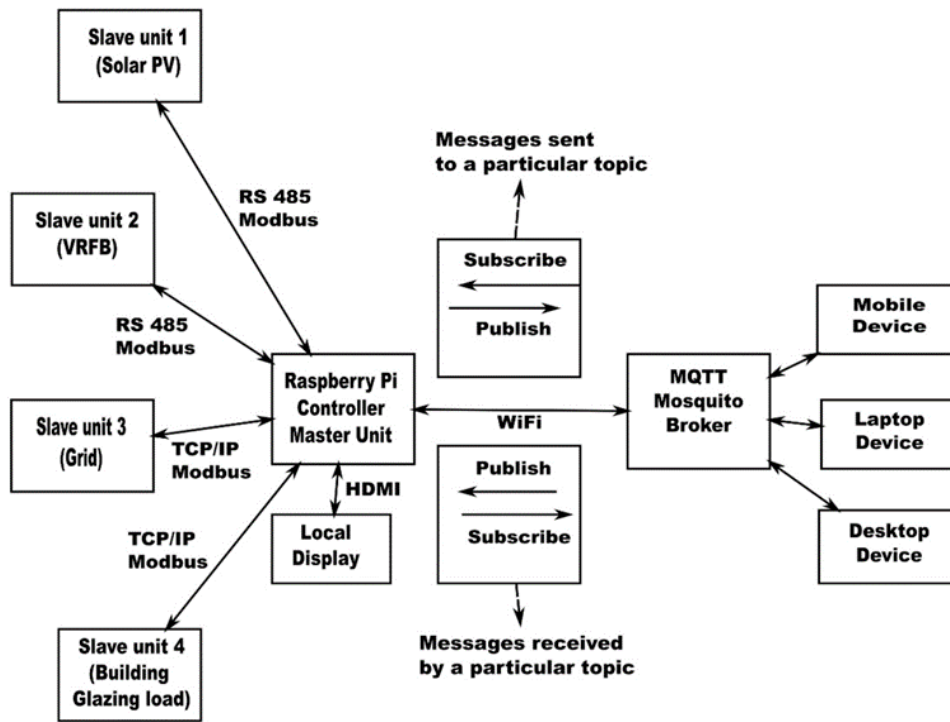 Slave unit 1
(Solar PV)
RS 485
Modbus
Slave unit 2
(VRFB)
RS 485
Modbus
Slave unit 3
(Grid)
TCP/IP
Modbus
TCP/IP
Modbus
Slave unit 4
(Building
Glazing load)
Raspberry Pi
Controller
Master Unit
HDMI
Local
Display
Messages sent
to a particular topic
Subscribe
Publish
WiFi
Publish
Subscribe
Messages received
by a particular topic
MQTT
Mosquito
Broker
Mobile
Device
Laptop
Device
Desktop
Device